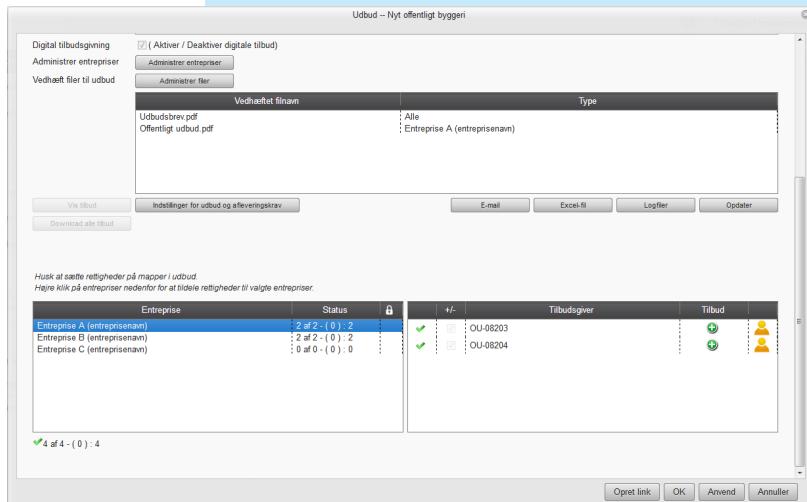 Udbud -- Nyt offentligt byggeri
Digital tilbudsgivning
( Aktiver / Deaktiver digitale tilbud)
Administrer entrepriser
Administrer entrepriser
Vedhæft filer til udbud
Administrer filer
Vedhæftet filnavn Type
Udbudsbrev.pdf Alle
Offentligt udbud.pdf Entreprise A (entreprisenavn)
Vis tilbud Indstillinger for udbud og afleveringskrav E-mail Excel-fil Logfiler Opdater
Download alle tilbud
Husk at sætte rettigheder på mapper i udbud.
Højre klik på entrepriser nedenfor for at tildele rettigheder til valgte entrepriser.
Entreprise Status +/- Tilbudsgiver Tilbud
Entreprise A (entreprisenavn) 2 af 2 - ( 0 ) : 2 OU-08203
Entreprise B (entreprisenavn) 2 af 2 - ( 0 ) : 2 OU-08204
Entreprise C (entreprisenavn) 0 af 0 - ( 0 ) : 0
4 af 4 - ( 0 ) : 4
Opret link OK Anvend Annuller